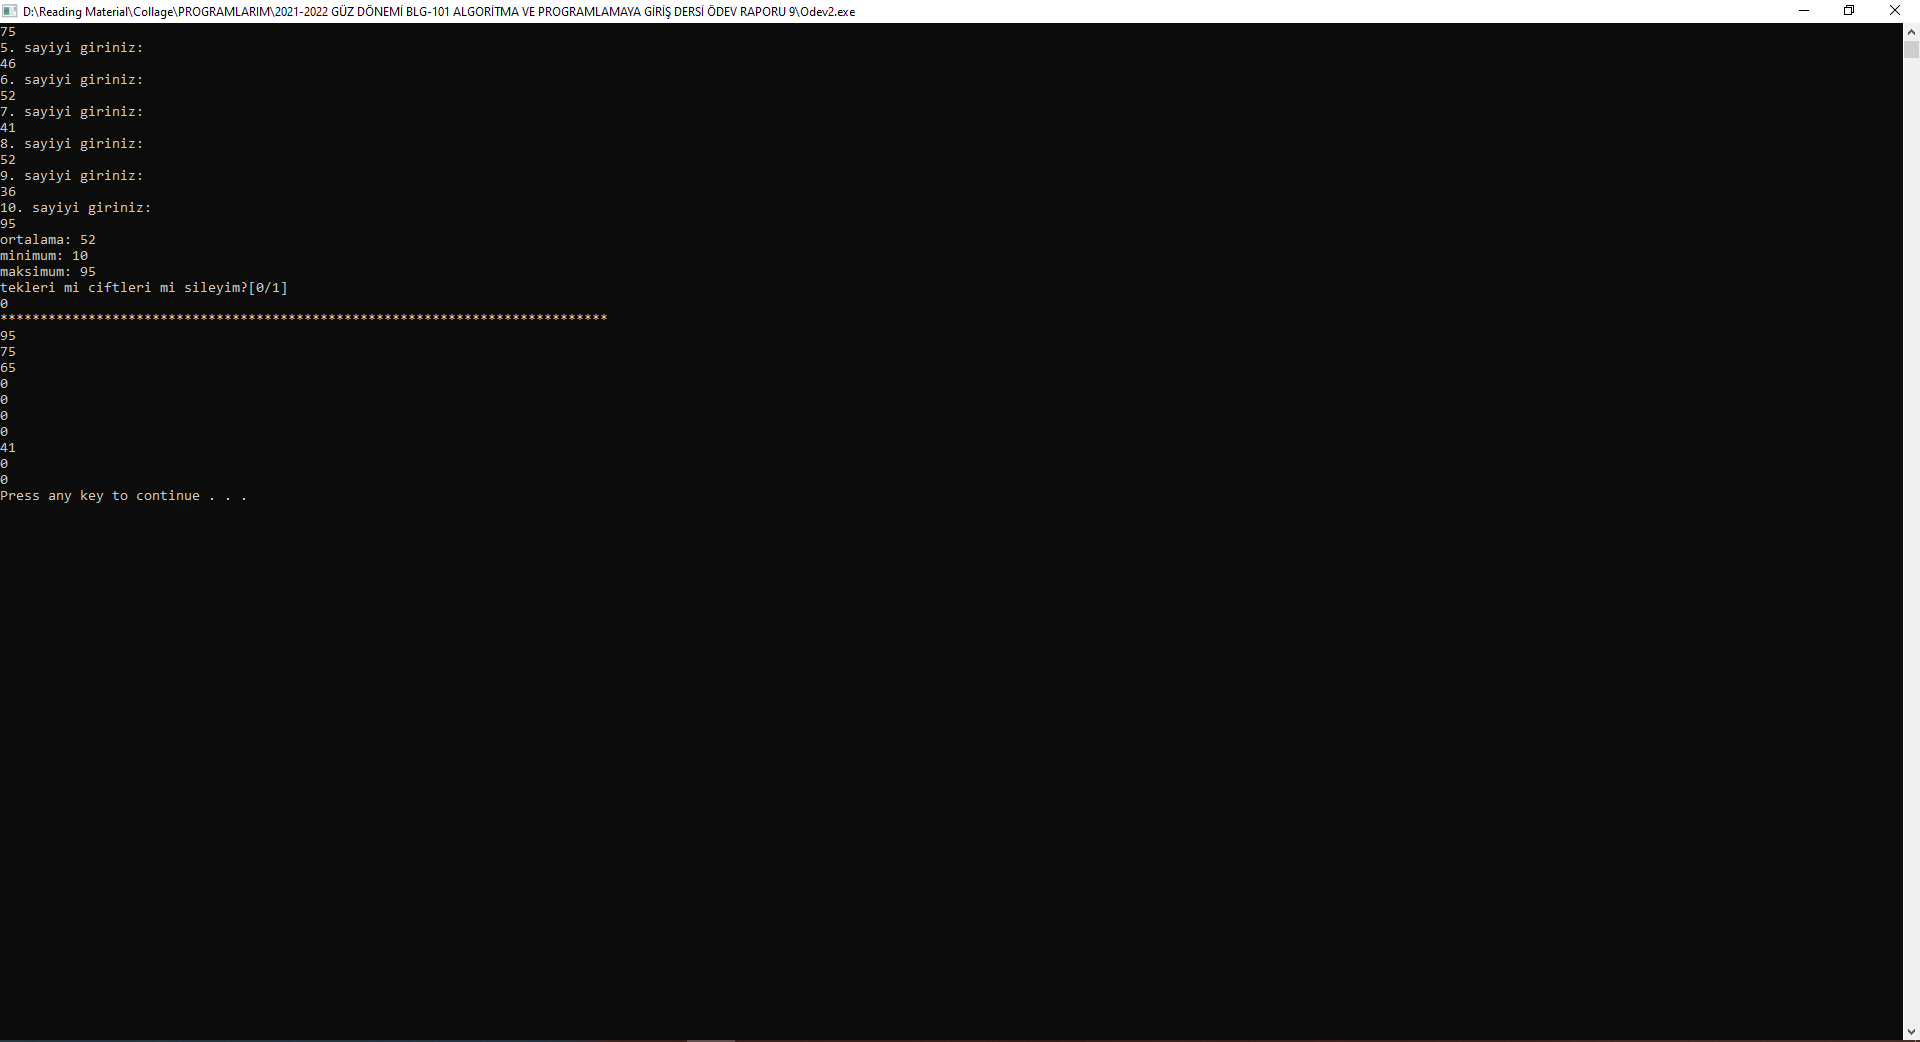 D:\Reading Material\Collage\PROGRAMLARIM\2021-2022 GÜZ DÖNEMİ BLG-101 ALGORİTMA VE PROGRAMLAMAYA GİRİŞ DERSİ ÖDEV RAPORU 9\Odev2.exe
75
5. sayiyi giriniz:
46
6. sayiyi giriniz:
52
7. sayiyi giriniz:
41
8. sayiyi giriniz:
52
9. sayiyi giriniz:
36
10. sayiyi giriniz:
95
ortalama: 52
minimum: 10
maksimum: 95
tekleri mi ciftleri mi sileyim?[0/1]
0
****************************************************************************
95
75
65
0
0
0
0
41
0
0
Press any key to continue . . .